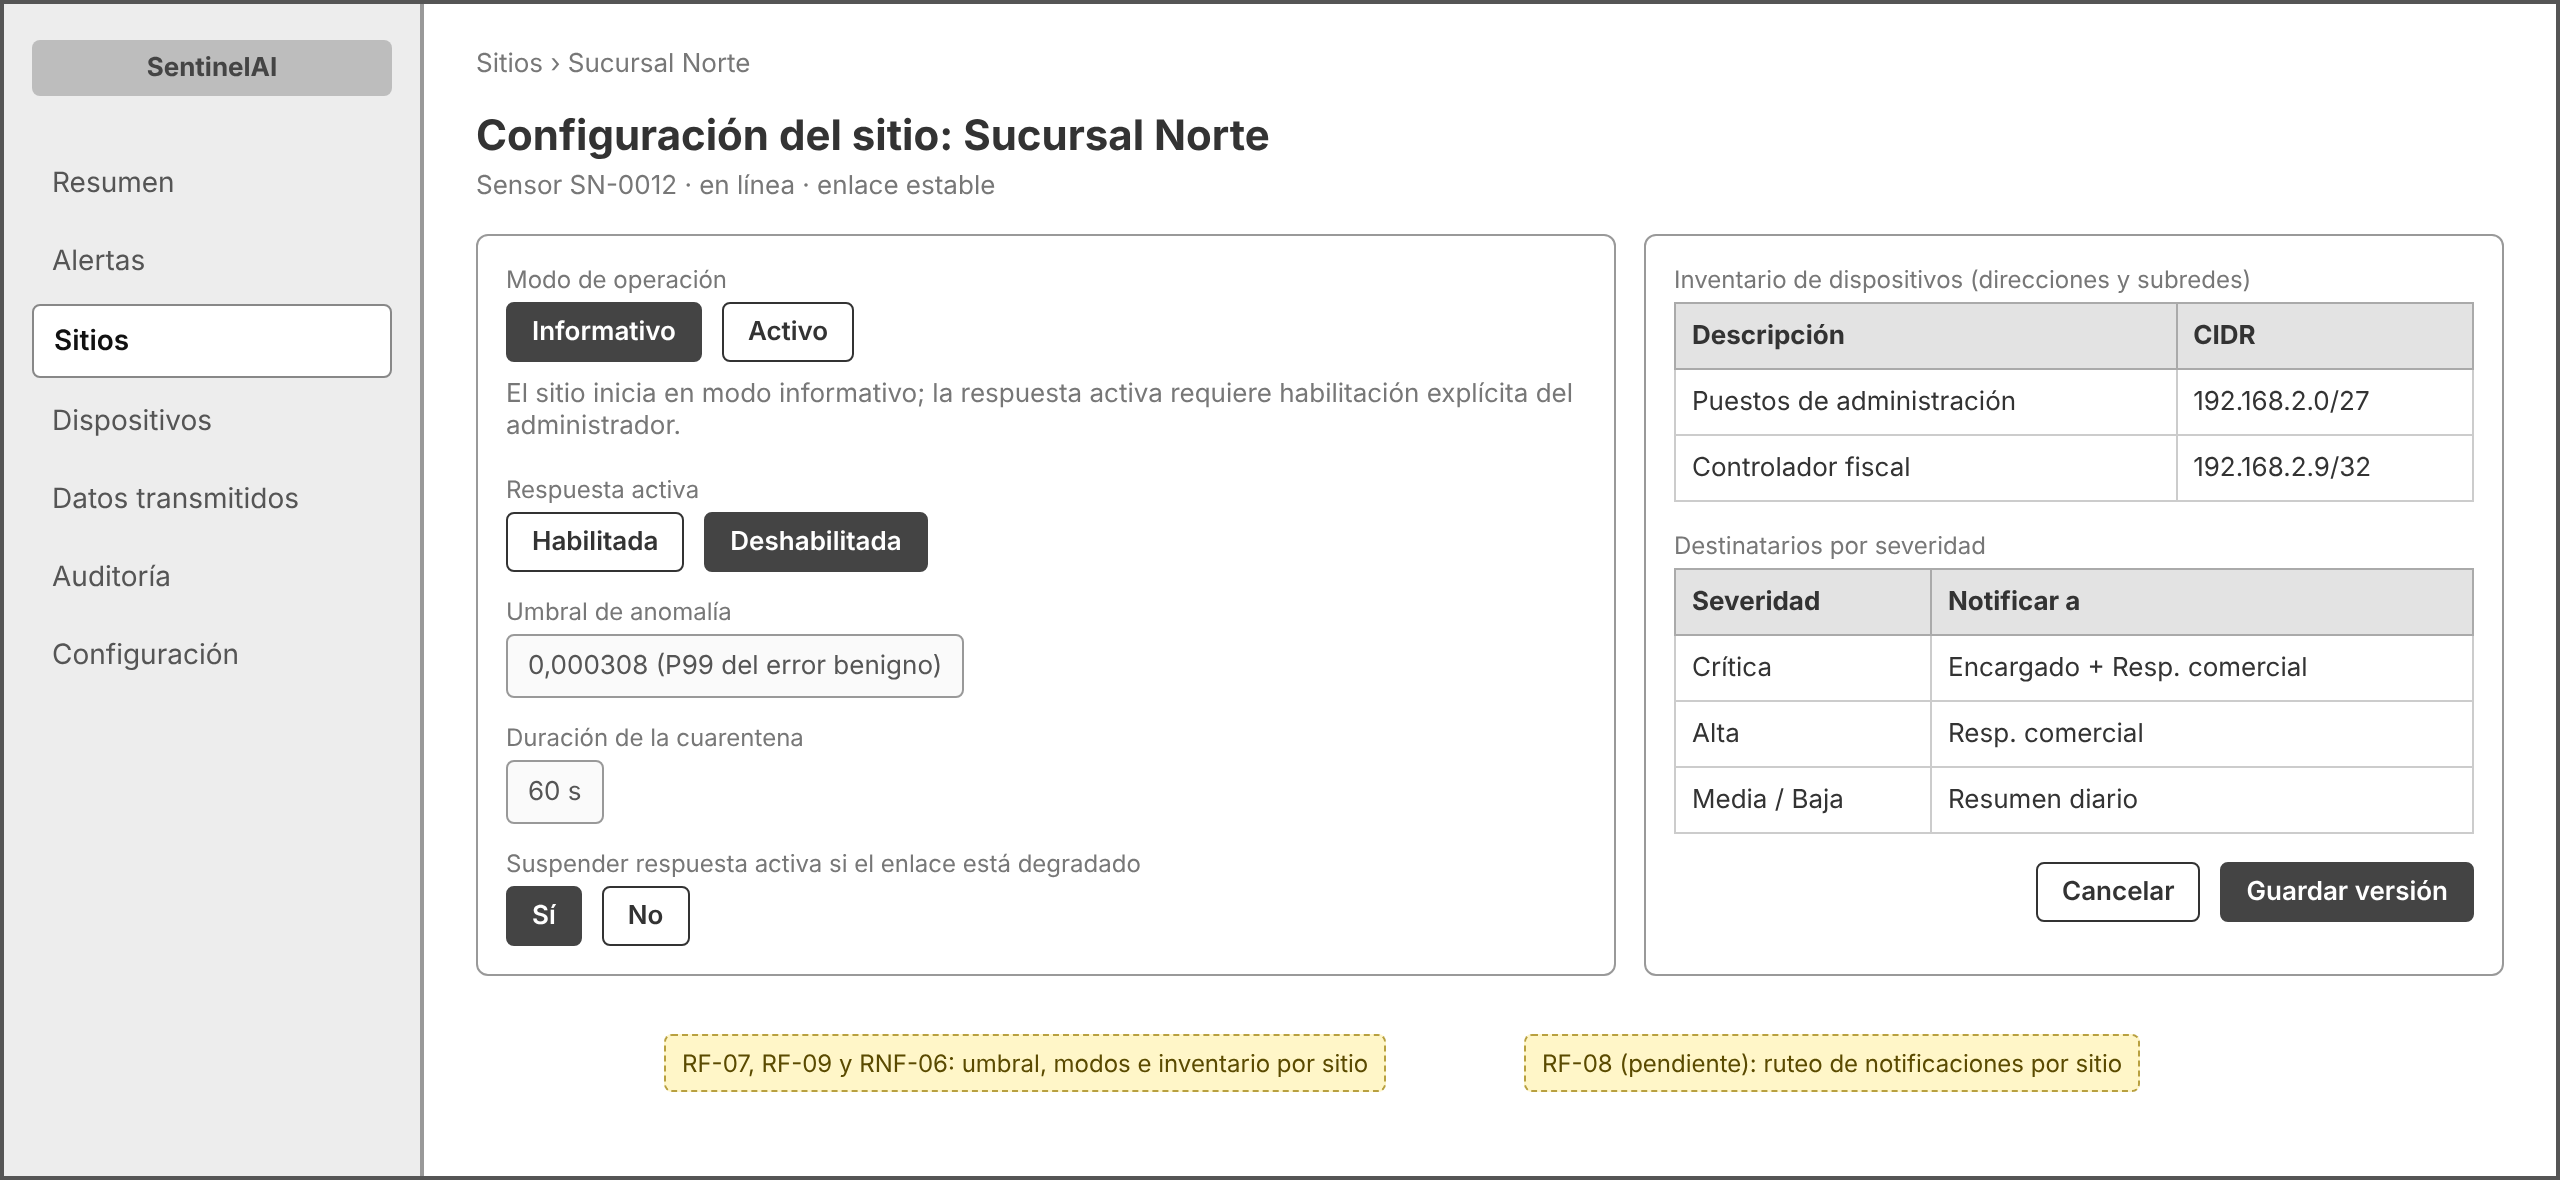 SentinelAI
Resumen
Alertas
Sitios
Dispositivos
Datos transmitidos
Auditoría
Configuración
Sitios › Sucursal Norte
Configuración del sitio: Sucursal Norte
Sensor SN-0012 · en línea · enlace estable
Modo de operación
Informativo Activo
El sitio inicia en modo informativo; la respuesta activa requiere habilitación explícita del
administrador.
Respuesta activa
Habilitada Deshabilitada
Umbral de anomalía
0,000308 (P99 del error benigno)
Duración de la cuarentena
60 s
Suspender respuesta activa si el enlace está degradado
Sí No
Inventario de dispositivos (direcciones y subredes)
Descripción CIDR
Puestos de administración 192.168.2.0/27
Controlador fiscal 192.168.2.9/32
Destinatarios por severidad
Severidad Notificar a
Crítica Encargado + Resp. comercial
Alta Resp. comercial
Media / Baja Resumen diario
Cancelar Guardar versión
RF-07, RF-09 y RNF-06: umbral, modos e inventario por sitio
RF-08 (pendiente): ruteo de notificaciones por sitio